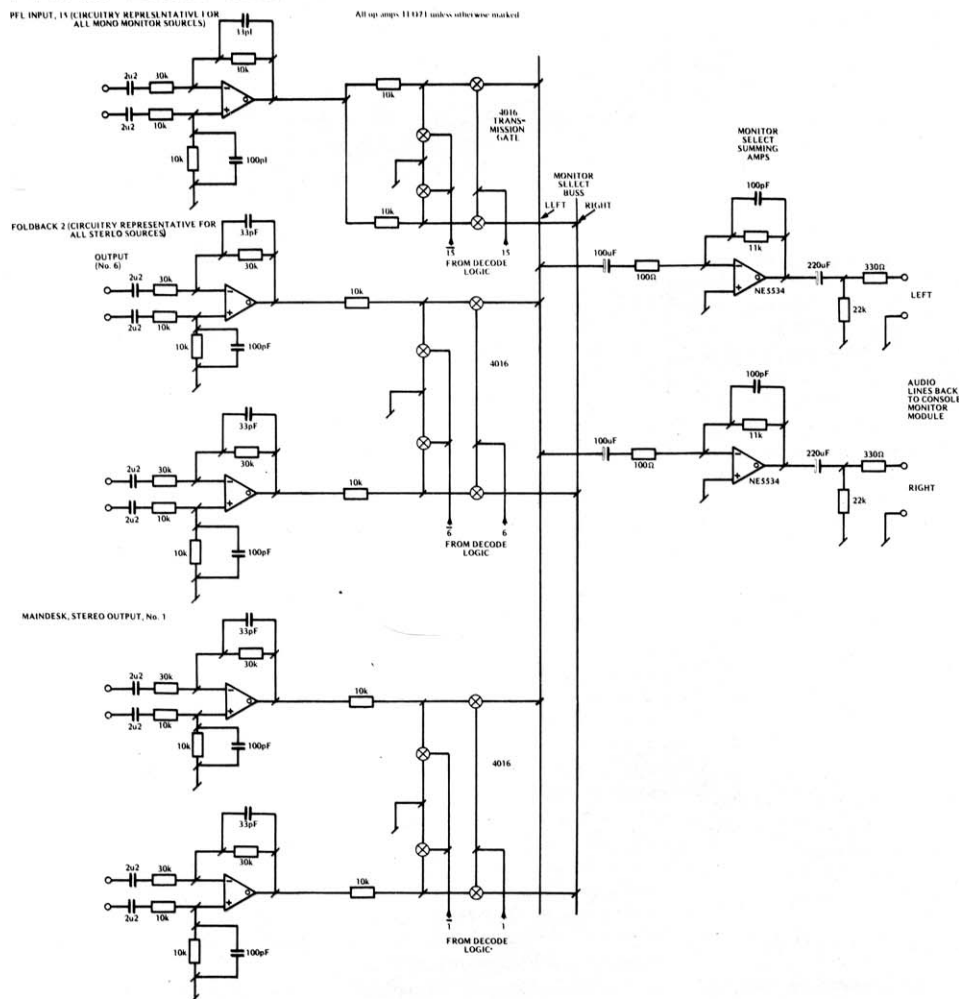 PFL INPUT, 15 (CIRCUITRY REPRESENTATIVE FOR
ALL MONO MONITOR SOURCES)
All op amps unless otherwise marked
10k
2u2
30k
2u2
10k
10k
100pF
10k
10k
4016
TRANS-
MISSION
GATE
15
15
FROM DECODE
LOGIC
MONITOR
SELECT
BUSS
LEFT
RIGHT
FOLDBACK 2 (CIRCUITRY REPRESENTATIVE FOR
ALL STEREO SOURCES)
OUTPUT
(No. 6)
33pF
30k
2u2
30k
2u2
10k
10k
100pF
10k
4016
33pF
30k
2u2
30k
2u2
10k
10k
100pF
10k
6
6
FROM DECODE
LOGIC
MONITOR
SELECT
SUMMING
AMPS
100pF
11k
100uF
100Ω
NE5534
220uF
330Ω
22k
LEFT
100pF
11k
100uF
100Ω
NE5534
220uF
330Ω
22k
RIGHT
AUDIO
LINES BACK
TO CONSOLE
MONITOR
MODULE
MAINDESK, STEREO OUTPUT, No. 1
33pF
30k
2u2
30k
2u2
10k
10k
100pF
10k
4016
33pF
30k
2u2
30k
2u2
10k
10k
100pF
10k
1
1
FROM DECODE
LOGIC